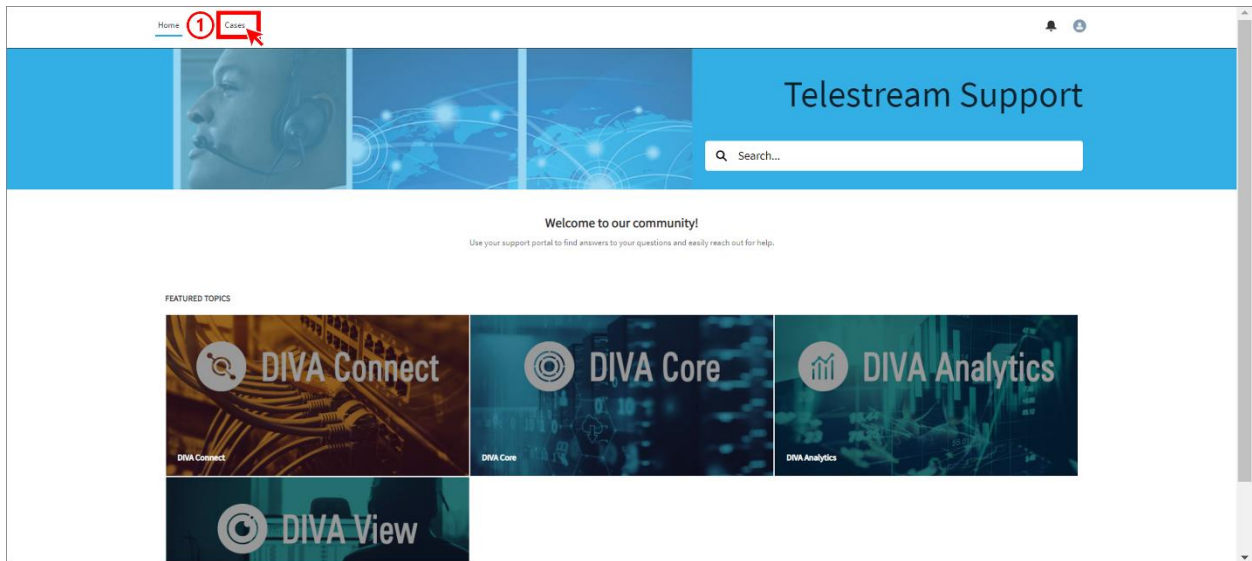 Home 1 Cases
Telestream Support
Search...
Welcome to our community!
Use your support portal to find answers to your questions and easily reach out for help.
FEATURED TOPICS
DIVA Connect
DIVA Connect
DIVA Core
DIVA Core
DIVA Analytics
DIVA Analytics
DIVA View